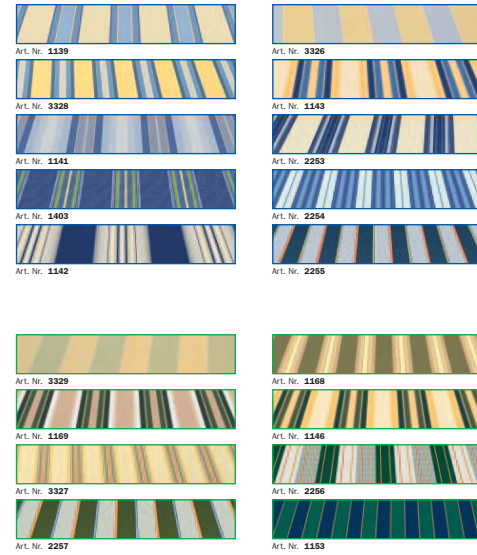 Art. Nr. 1139
Art. Nr. 3328
Art. Nr. 1141
Art. Nr. 1403
Art. Nr. 1142
Art. Nr. 3326
Art. Nr. 1143
Art. Nr. 2253
Art. Nr. 2254
Art. Nr. 2255
Art. Nr. 3329
Art. Nr. 1169
Art. Nr. 3327
Art. Nr. 2257
Art. Nr. 1168
Art. Nr. 1146
Art. Nr. 2256
Art. Nr. 1153